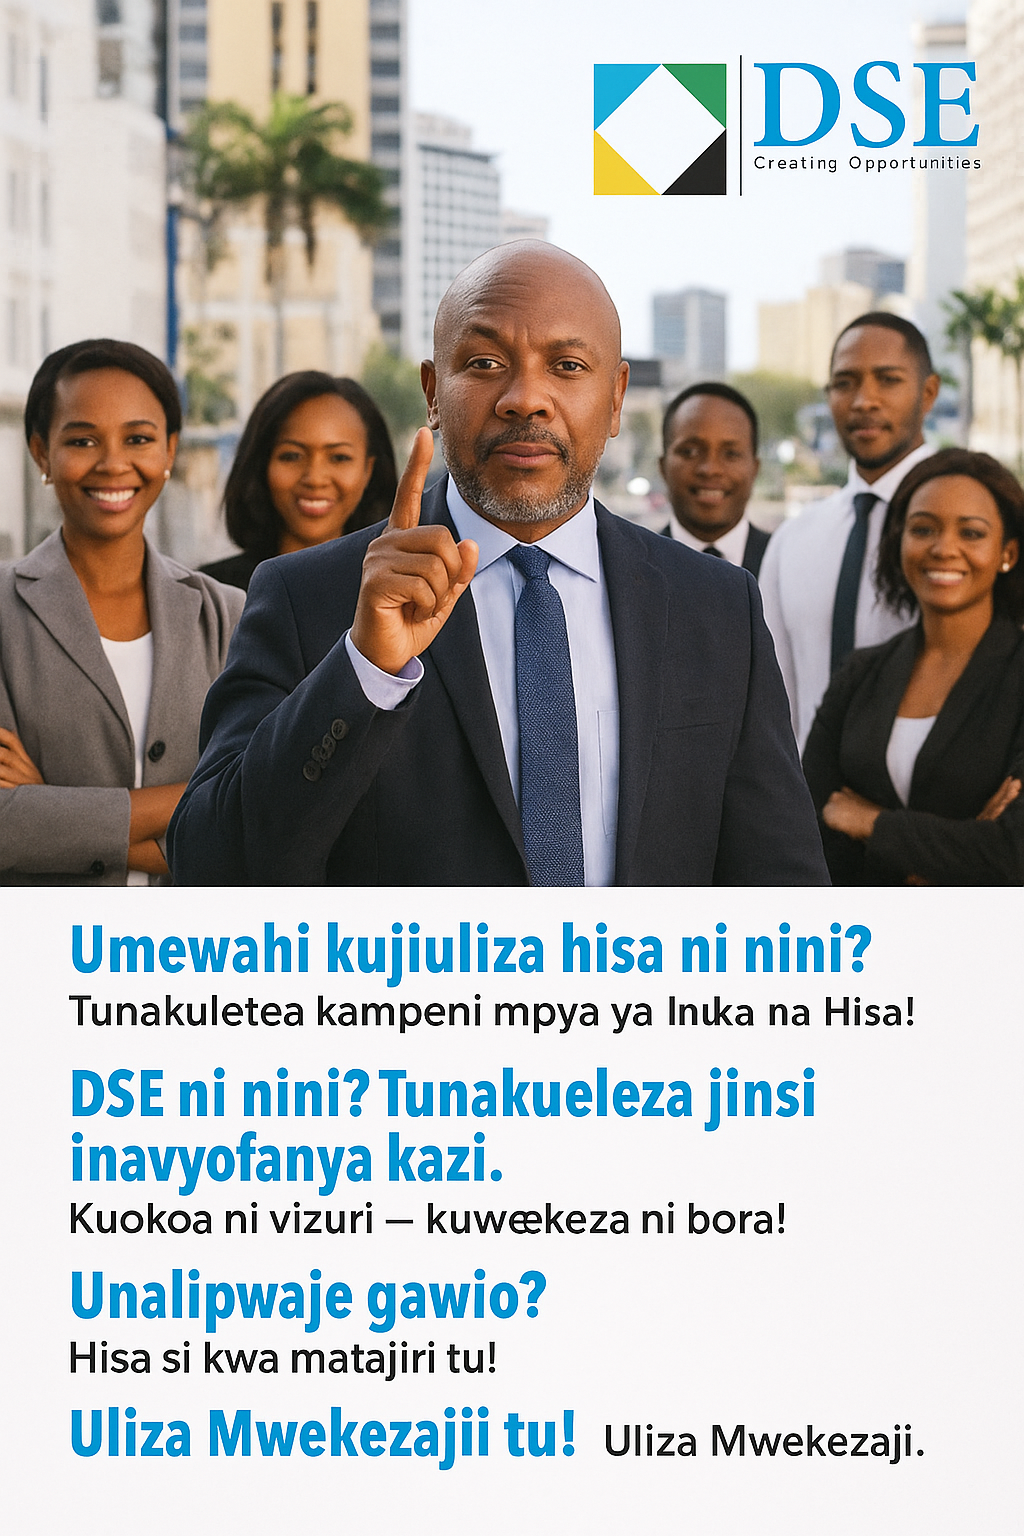 DSE
Creating Opportunities
Umewahi kujiuliza hisa ni nini?
Tunakuletea kampeni mpya ya Inuka na Hisa!
DSE ni nini? Tunakueleza jinsi
inavyofanya kazi.
Kuokoa ni vizuri – kuweekeza ni bora!
Unalipwaje gawio?
Hisa si kwa matajiri tu!
Uliza Mwekezajii tu! Uliza Mwekezaji.